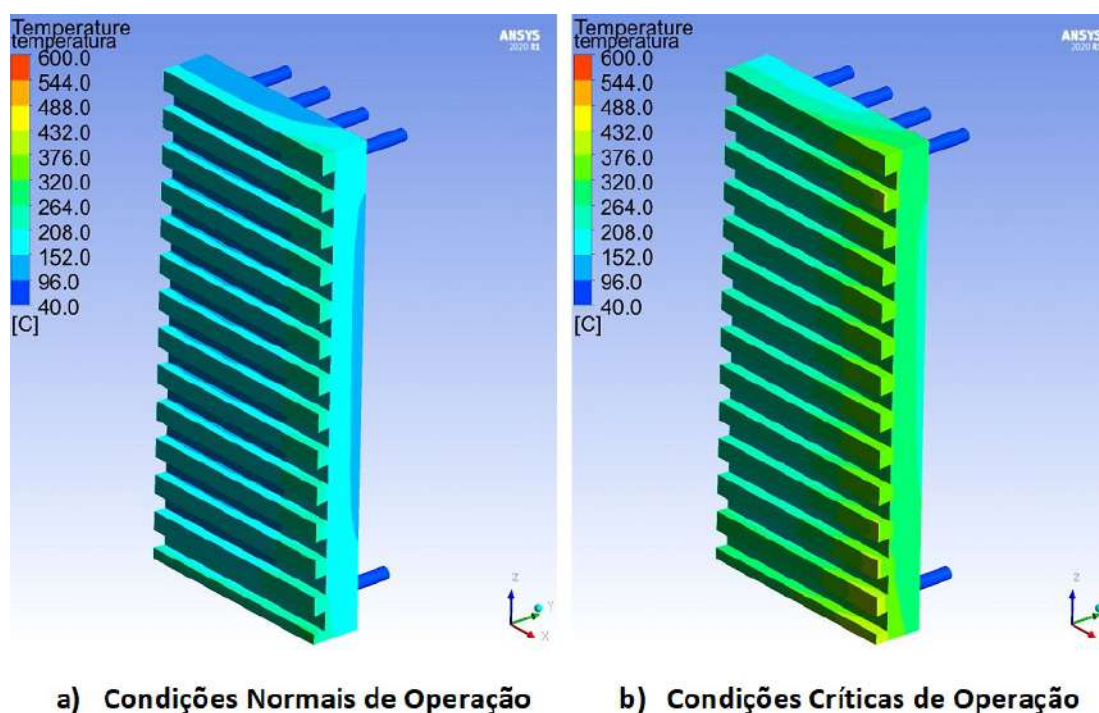 Temperature
temperatura
600.0
544.0
488.0
432.0
376.0
320.0
264.0
208.0
152.0
96.0
40.0
[C]
ANSYS
2020 R1
Z
Y
X
Temperature
temperatura
600.0
544.0
488.0
432.0
376.0
320.0
264.0
208.0
152.0
96.0
40.0
[C]
ANSYS
2020 R1
Z
X
a) Condições Normais de Operação
b) Condições Críticas de Operação